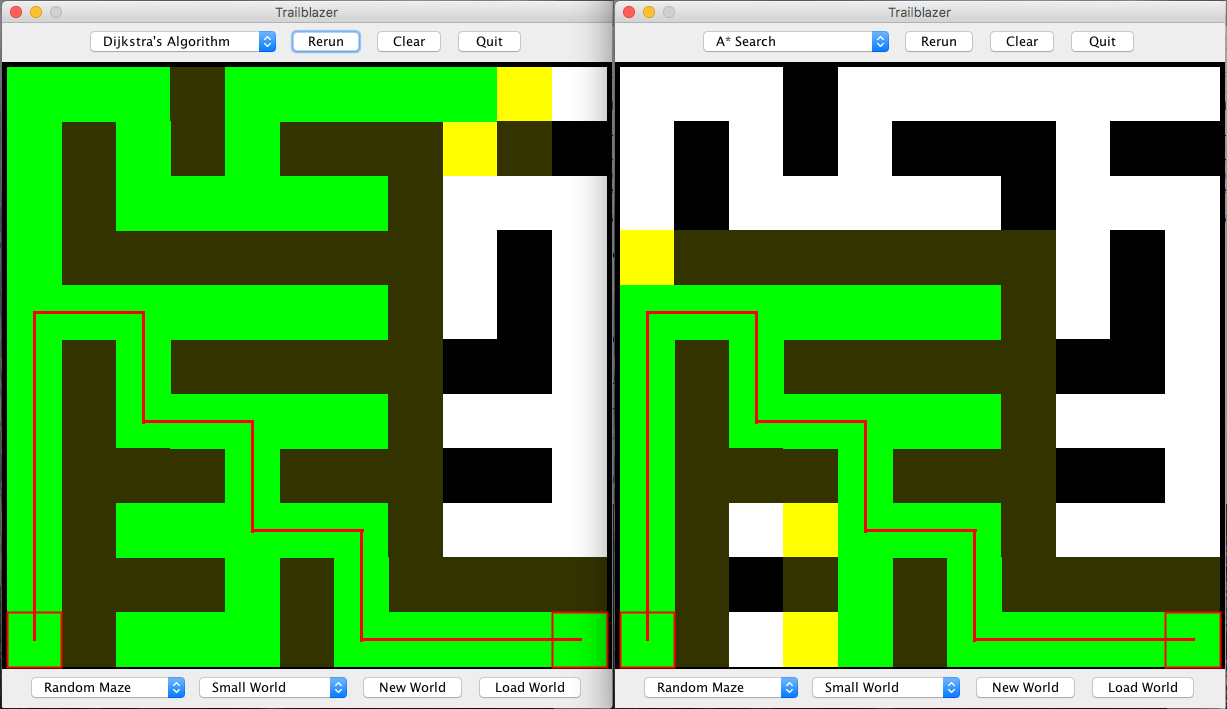 Trailblazer
Dijkstra's Algorithm Rerun Clear Quit
Random Maze Small World New World Load World
Trailblazer
A* Search Rerun Clear Quit
Random Maze Small World New World Load World